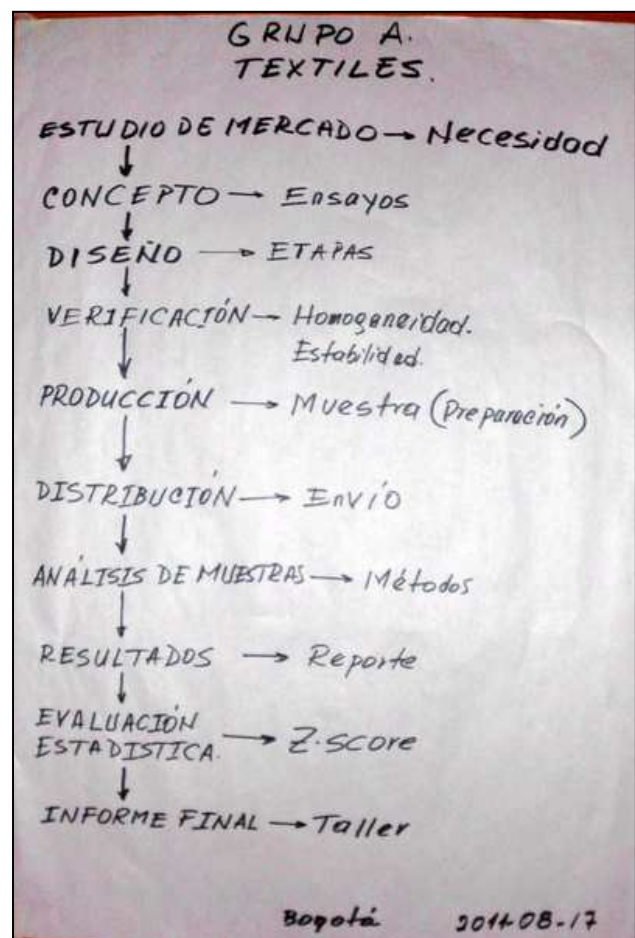 GRUPO A.
TEXTILES.
ESTUDIO DE MERCADO → Necesidad
CONCEPTO → Ensayos
DISEÑO → ETAPAS
VERIFICACIÓN → Homogeneidad.
Estabilidad.
PRODUCCIÓN → Muestra (Preparación)
DISTRIBUCIÓN → Envío
ANÁLISIS DE MUESTRAS → Métodos
RESULTADOS → Reporte
EVALUACIÓN
ESTADISTICA. → Z-score
INFORME FINAL → Taller
Bogotá 2011-08-17